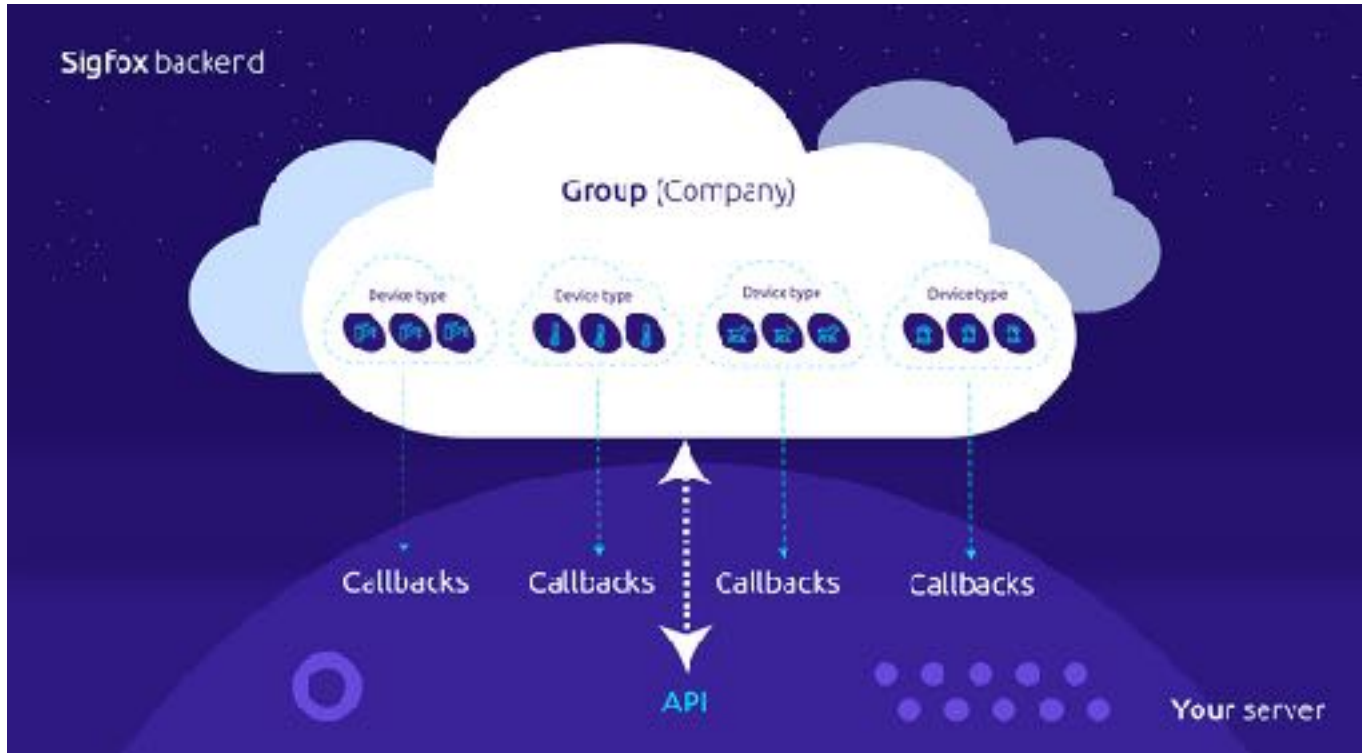 Sigfox backend
Group (Company)
Device type
Device type
Device type
Device type
Callbacks
Callbacks
Callbacks
Callbacks
API
Your server